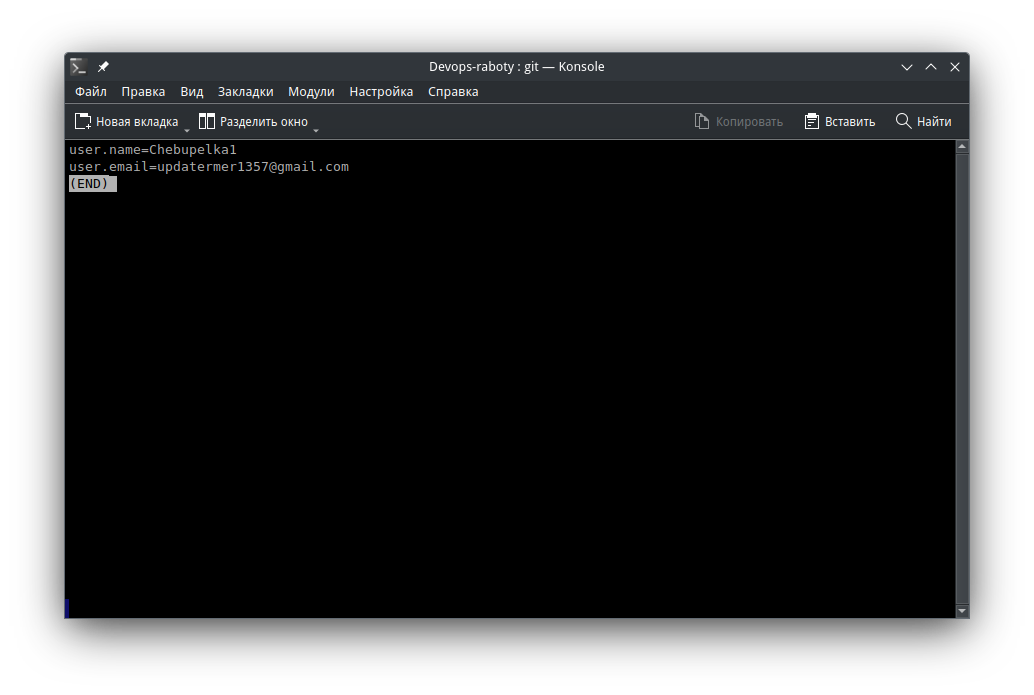 Devops-raboty : git — Konsole
Файл Правка Вид Закладки Модули Настройка Справка
Новая вкладка Разделить окно Копировать Вставить Найти
user.name=Chebupelka1
user.email=updatermer1357@gmail.com
(END)